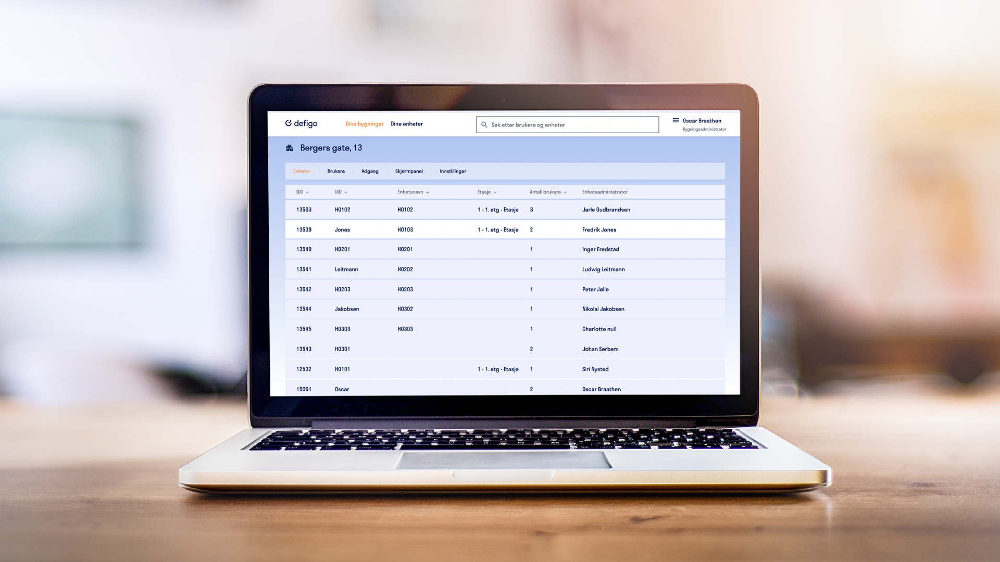 defigo Dine bygninger Dine enheter Søk etter brukere og enheter Oscar Braathen
Bygningsadministrator
Bergers gate, 13
Enheter Brukere Adgang Skjermpanel Innstillinger
GID UID Enhetsnavn Etasje Antall brukere Enhetsadministrator
13503 H0102 H0102 1 - 1. etg - Etasje 3 Jarle Gudbrandsen
13539 Jones H0103 1 - 1. etg - Etasje 2 Fredrik Jones
13540 H0201 H0201 1 Inger Fredstad
13541 Leitmann H0202 1 Ludwig Leitmann
13542 H0203 H0203 1 Peter Jølle
13544 Jakobsen H0302 1 Nikolai Jakobsen
13545 H0303 H0303 1 Charlotte null
13543 H0301 2 Johan Serbem
12532 H0101 1 - 1. etg - Etasje 1 Siri Nysted
15061 Oscar 2 Oscar Braathen